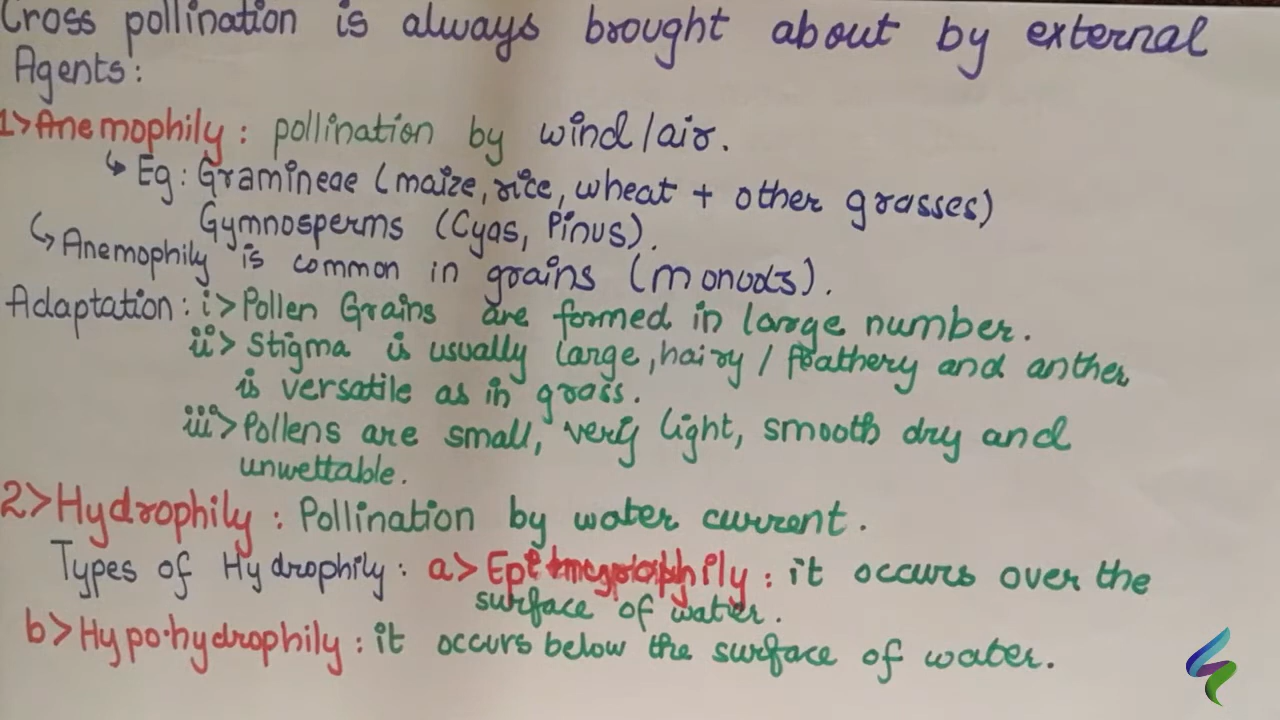 Cross pollination is always brought about by external
Agents:
1> Anemophily: pollination by wind/air.
↳ Eg: Gramineae (maize, rice, wheat + other grasses)
Gymnosperms (Cyas, Pinus).
↳ Anemophily is common in grains (monods).
Adaptation: i> Pollen Grains are formed in large number.
ii> Stigma is usually large, hairy / feathery and anther
is versatile as in grass.
iii> Pollens are small, very light, smooth dry and
unwettable.
2> Hydrophily: Pollination by water current.
Types of Hydrophily: a> : it occurs over the
surface of water.
b> Hypo.hydrophily: it occurs below the surface of water.